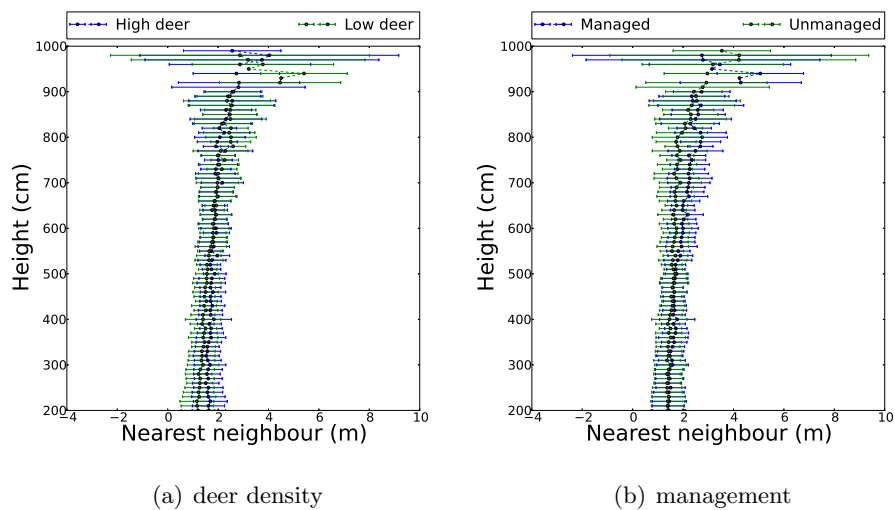 High deer Low deer
1000
900
800
700
600
500
400
300
200
Height (cm)
−4 −2 0 2 4 6 8 10
Nearest neighbour (m)
(a) deer density
Managed Unmanaged
1000
900
800
700
600
500
400
300
200
Height (cm)
−4 −2 0 2 4 6 8 10
Nearest neighbour (m)
(b) management